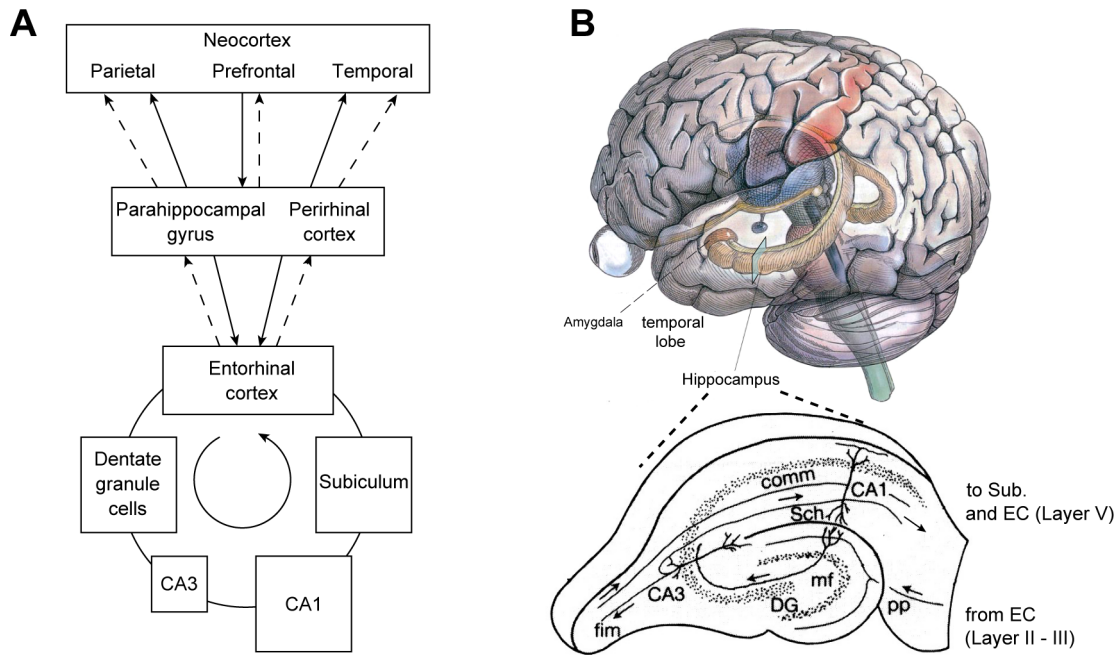 A
Neocortex
Parietal Prefrontal Temporal
Parahippocampal
gyrus
Perirhinal
cortex
Entorhinal
cortex
Dentate
granule
cells
Subiculum
CA3
CA1
B
Amygdala
temporal
lobe
Hippocampus
comm
CA1
Sch
CA3
mf
DG
pp
fim
to Sub.
and EC (Layer V)
from EC
(Layer II - III)